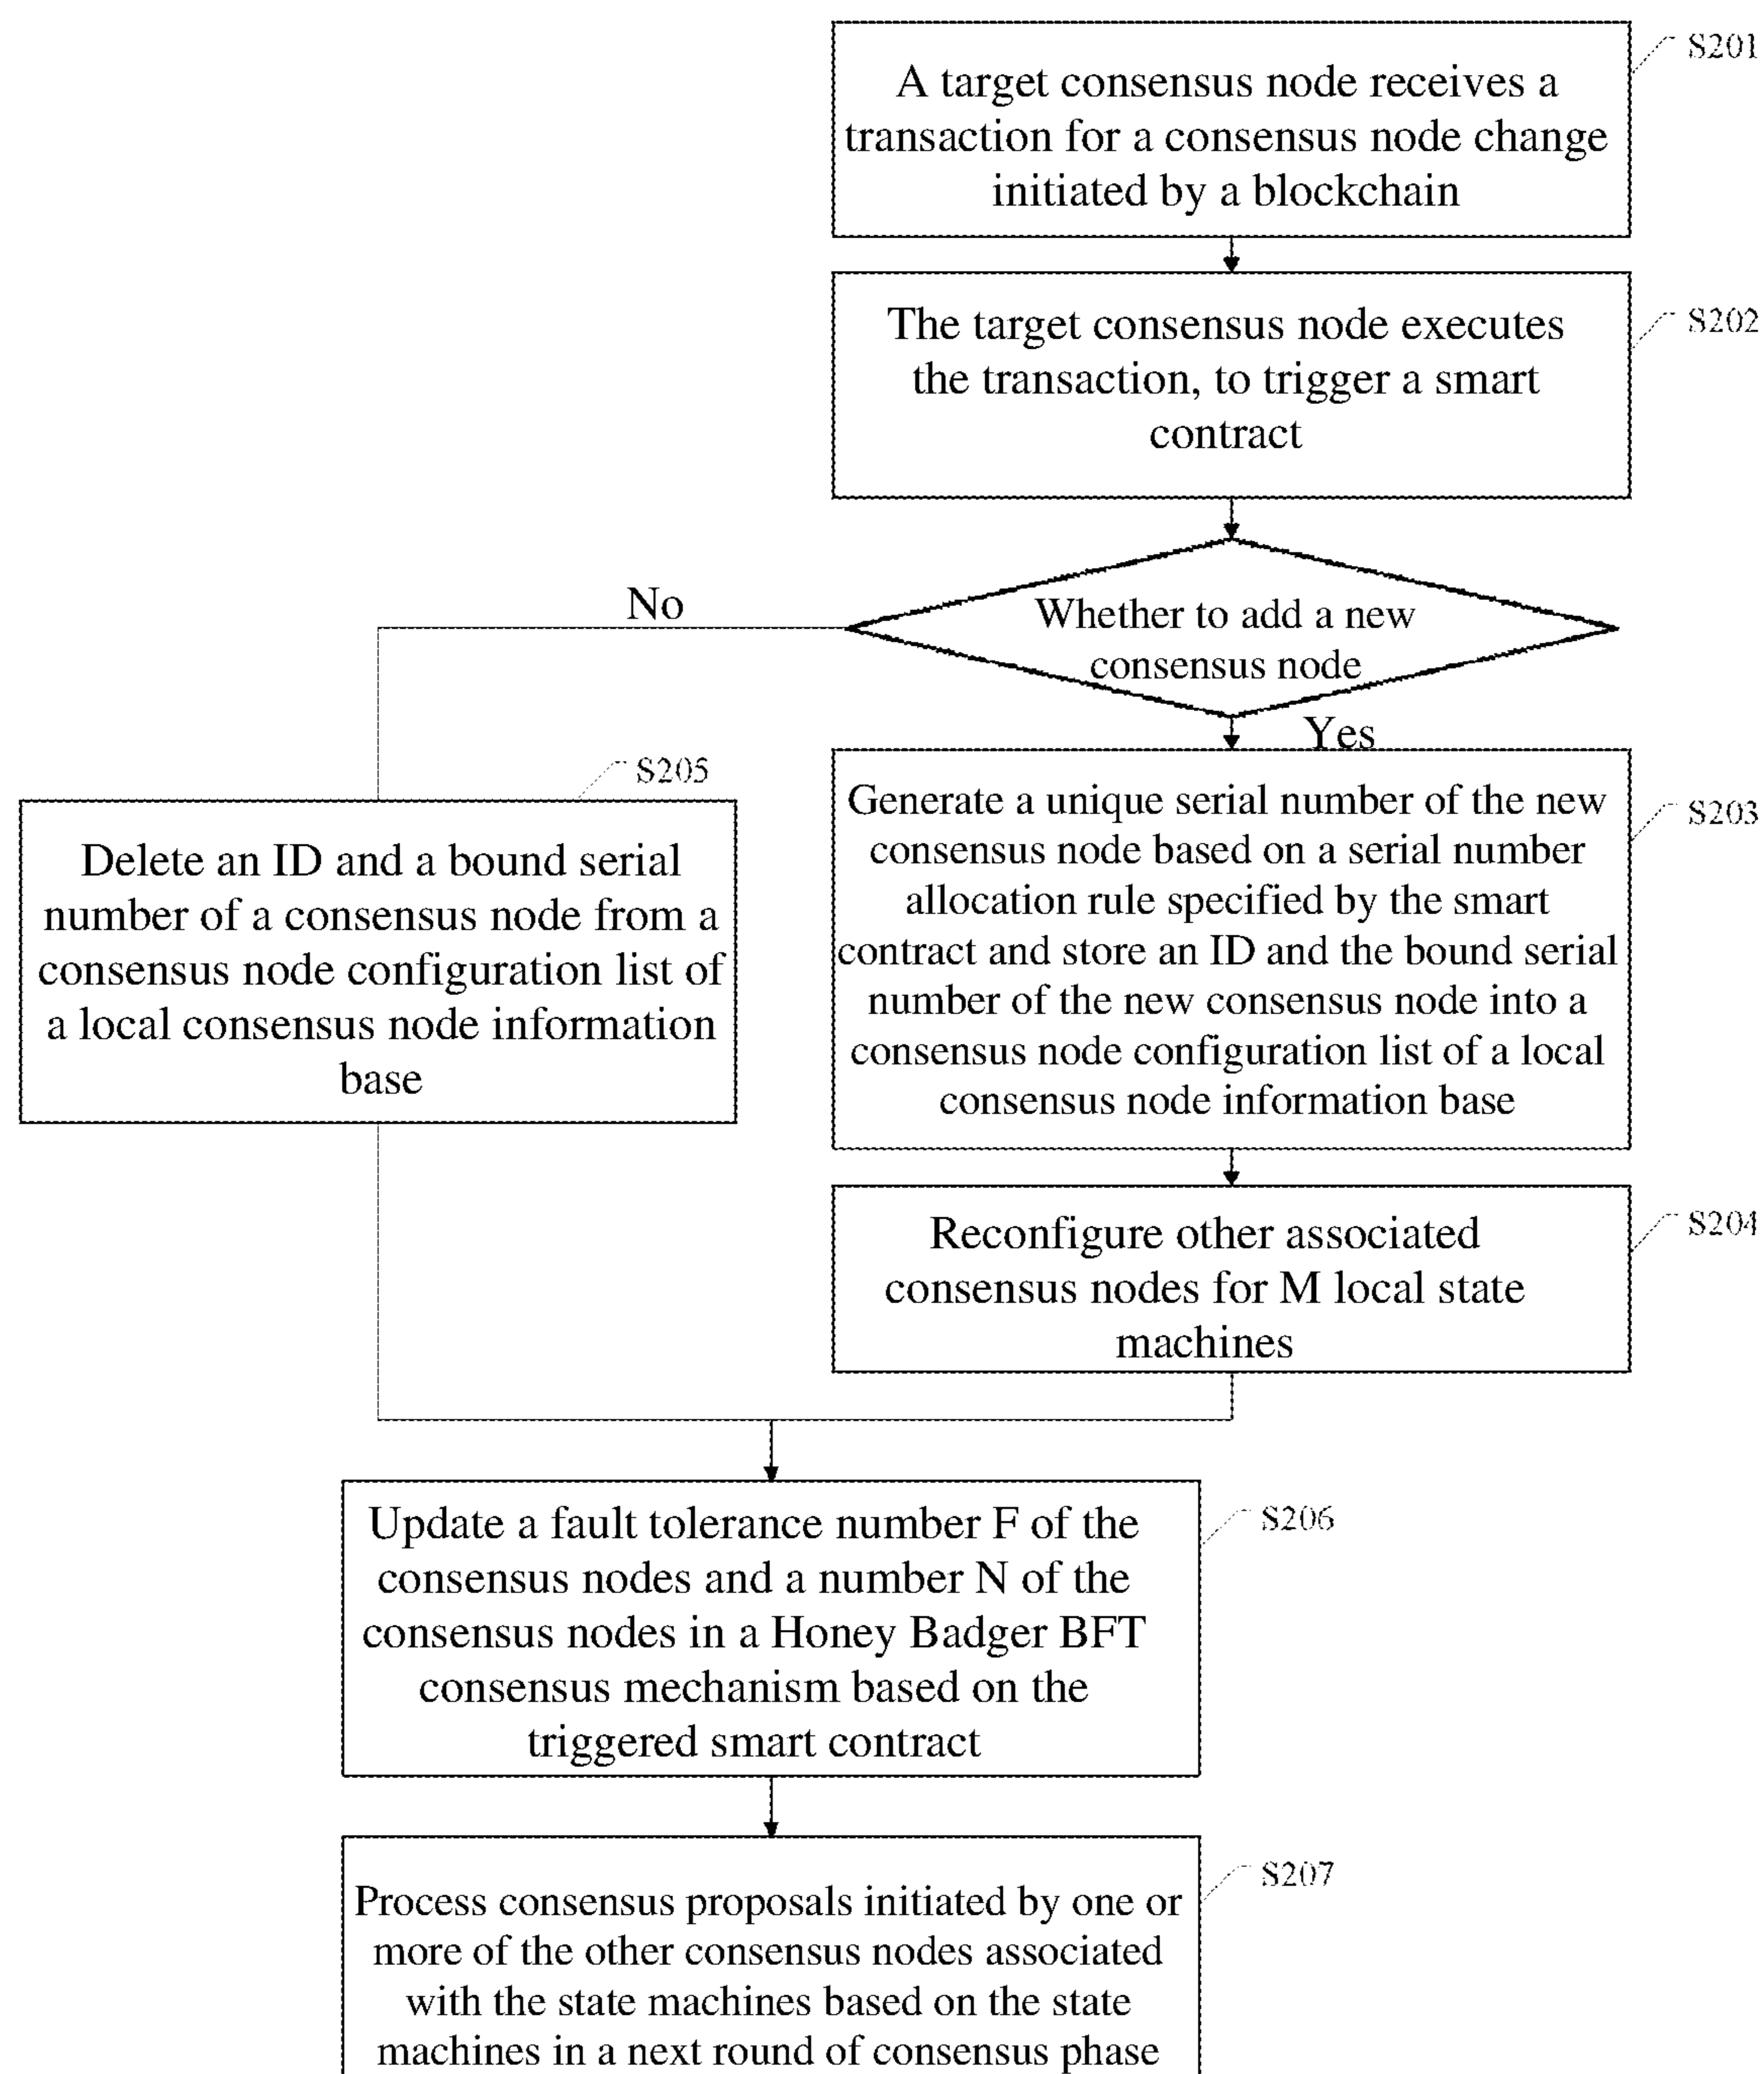 S201
A target consensus node receives a
transaction for a consensus node change
initiated by a blockchain
S202
The target consensus node executes
the transaction, to trigger a smart
contract
No
Whether to add a new
consensus node
Yes
S205
Delete an ID and a bound serial
number of a consensus node from a
consensus node configuration list of
a local consensus node information
base
S203
Generate a unique serial number of the new
consensus node based on a serial number
allocation rule specified by the smart
contract and store an ID and the bound serial
number of the new consensus node into a
consensus node configuration list of a local
consensus node information base
S204
Reconfigure other associated
consensus nodes for M local state
machines
S206
Update a fault tolerance number F of the
consensus nodes and a number N of the
consensus nodes in a Honey Badger BFT
consensus mechanism based on the
triggered smart contract
S207
Process consensus proposals initiated by one or
more of the other consensus nodes associated
with the state machines based on the state
machines in a next round of consensus phase